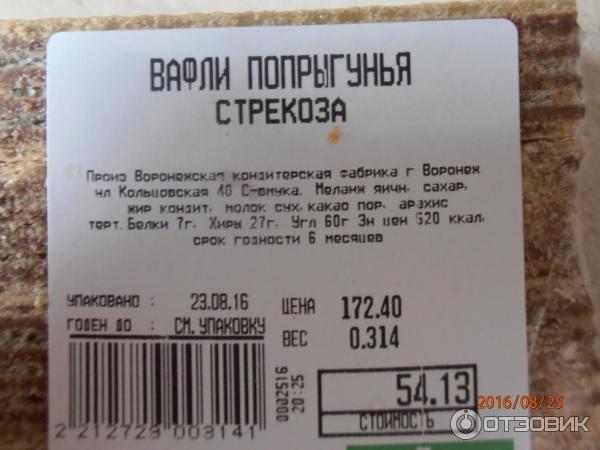 ВАФЛИ ПОПРЫГУНЬЯ
СТРЕКОЗА
Произ Воронежская кондитерская фабрика г Воронеж
ул Кольцовская 40 С-вмука. Меланж яичн, сахар,
жир кондит, молок сух, какао пор, арахис
терт. Белки 7г, Жиры 27г, Угл 60г Эн цен 520 ккал,
срок годности 6 месяцев
УПАКОВАНО : 23.08.16
ГОДЕН ДО : СМ. УПАКОВКУ
ЦЕНА 172.40
ВЕС 0.314
0002516
20:25
54.13
СТОИМОСТЬ
2 212729 003141
2016/08/25
ОТЗОВИК